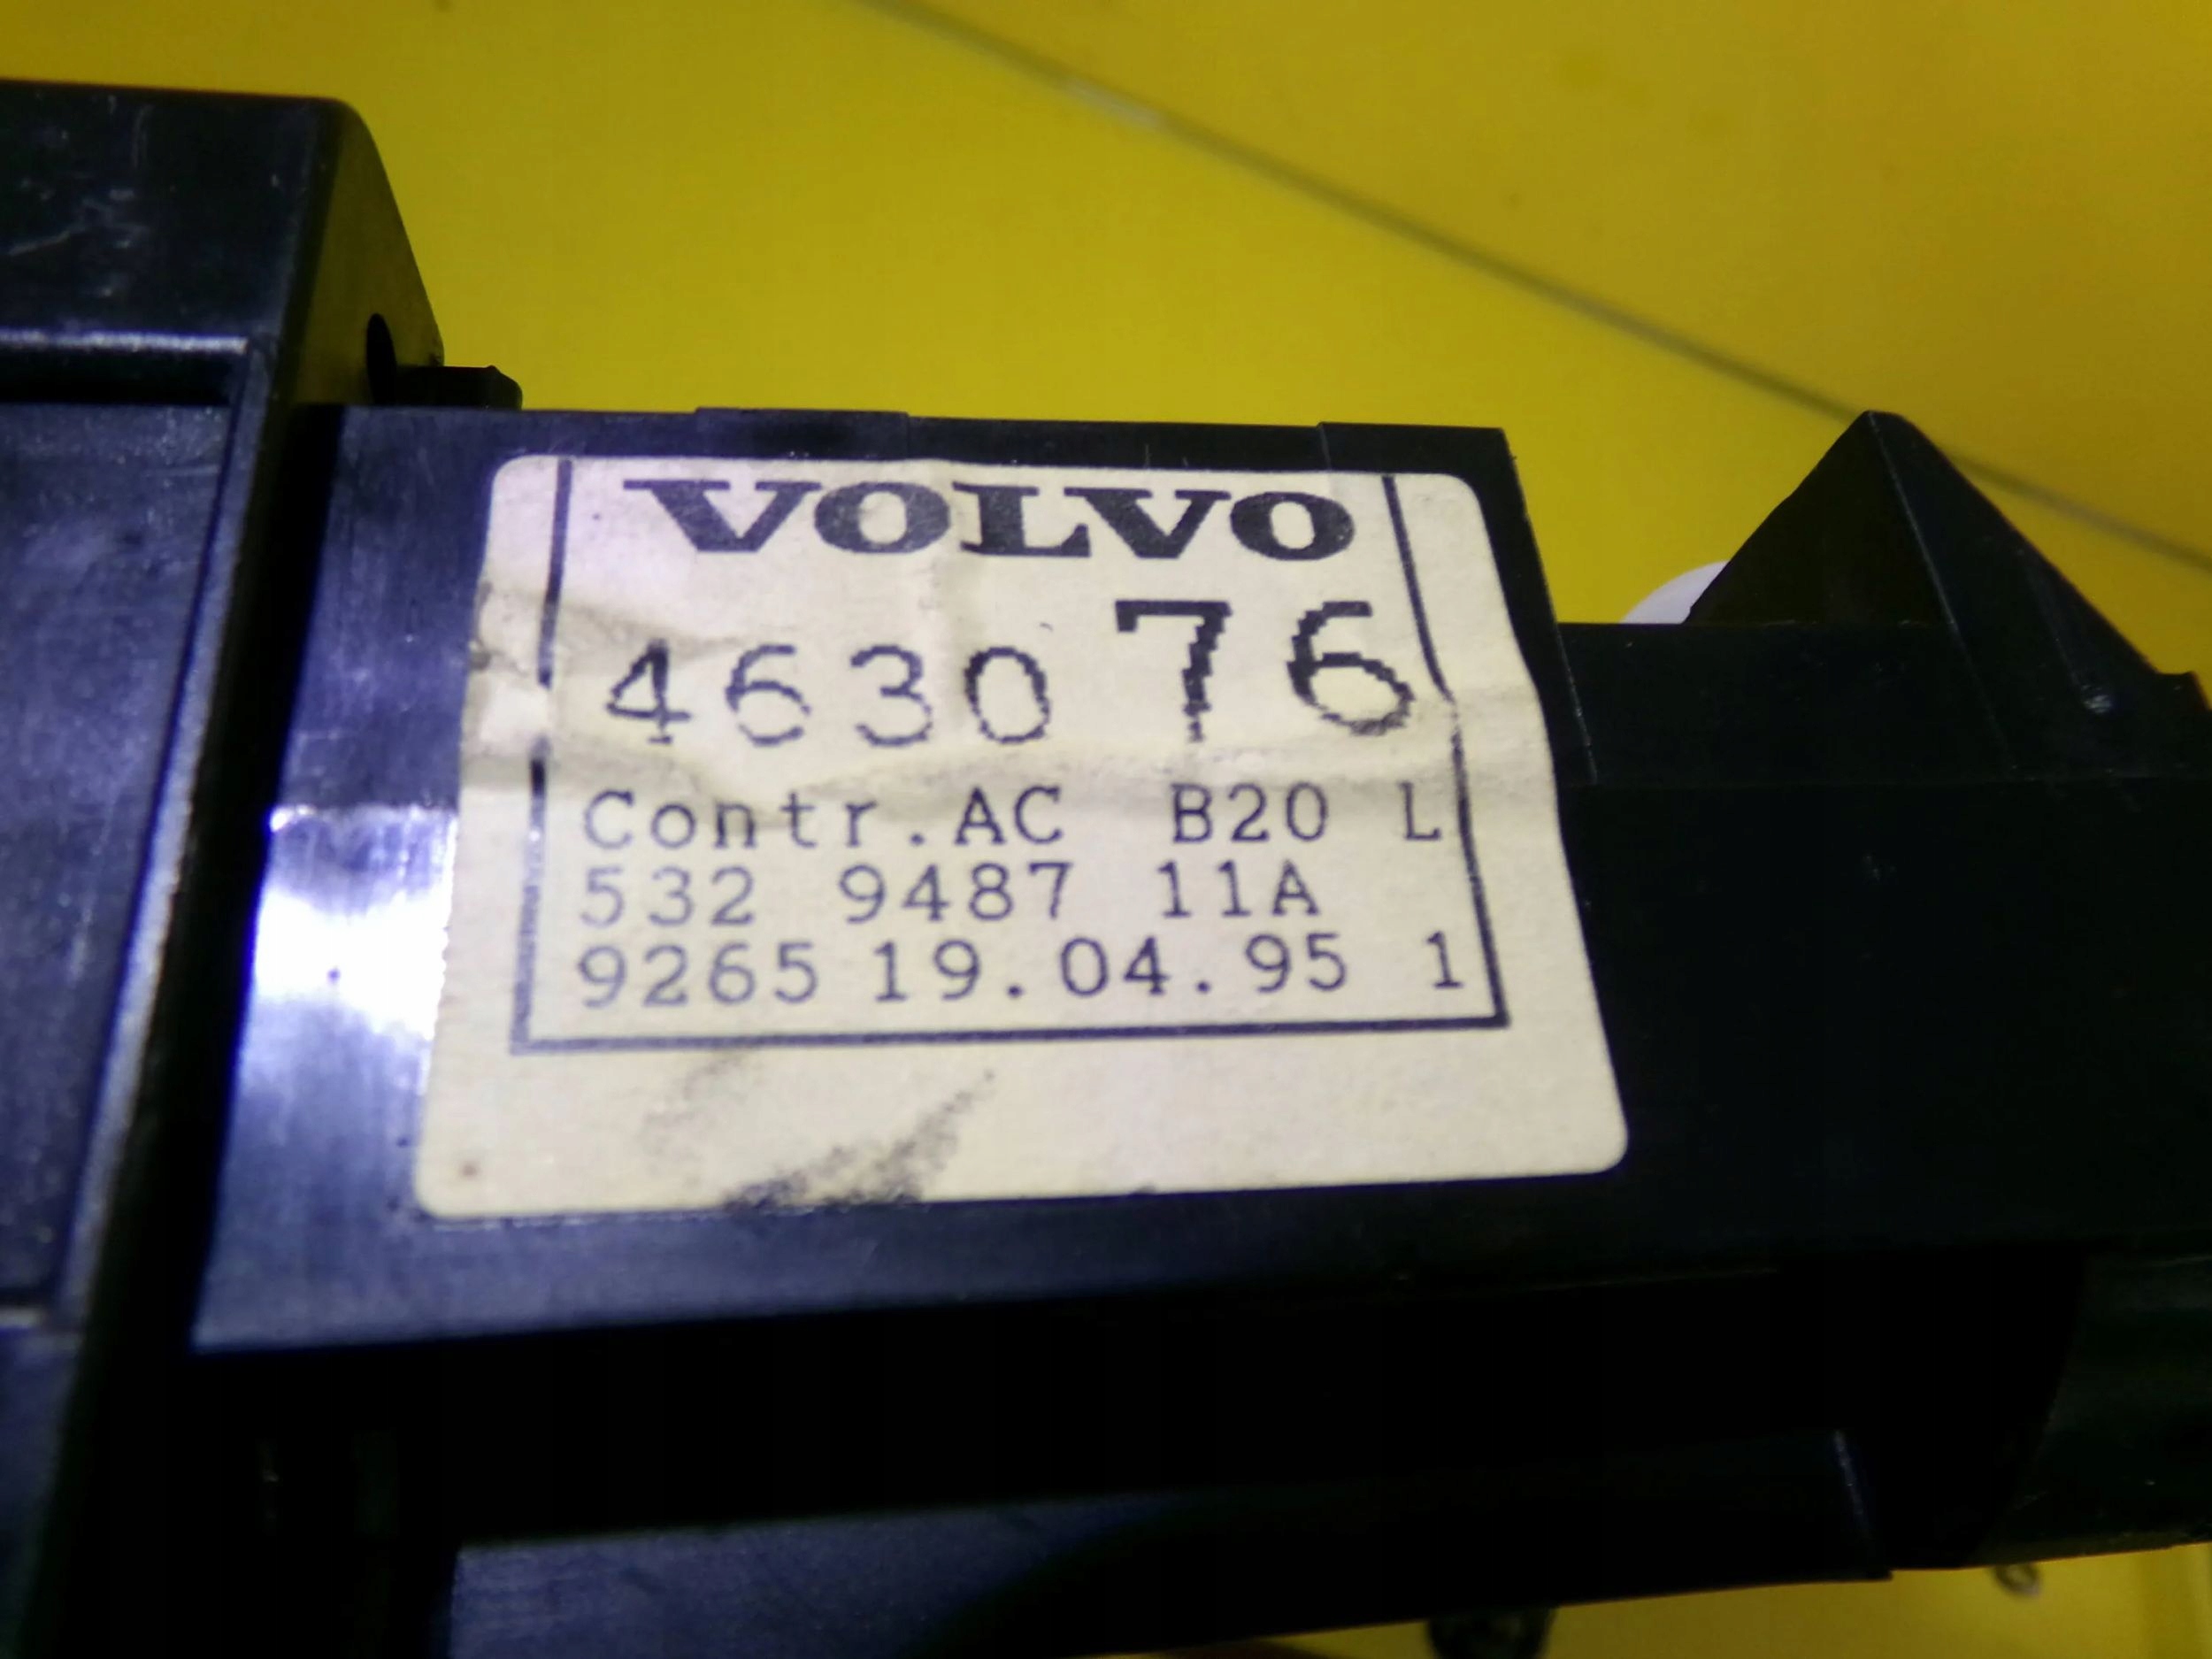 VOLVO
463076
Contr.AC B20 L
532 9487 11A
9265 19.04.95 1